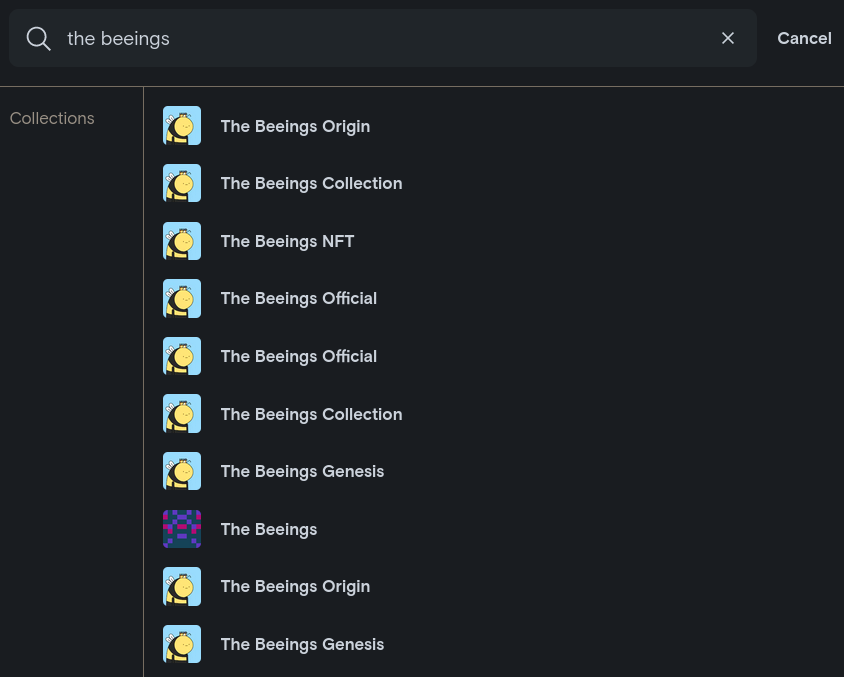 the beeings
Cancel
Collections
The Beeings Origin
The Beeings Collection
The Beeings NFT
The Beeings Official
The Beeings Official
The Beeings Collection
The Beeings Genesis
The Beeings
The Beeings Origin
The Beeings Genesis